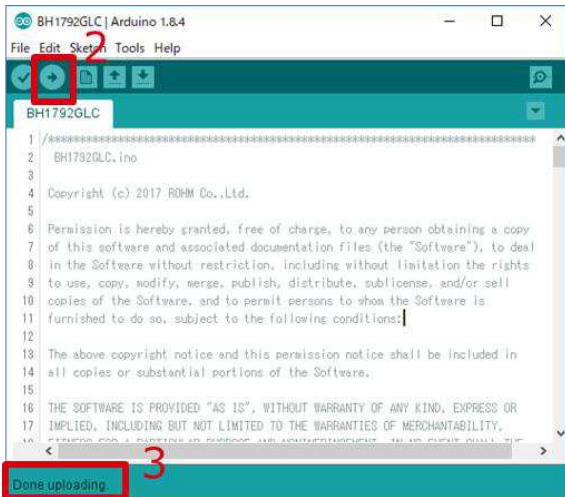 BH1792GLC | Arduino 1.8.4
File Edit Sketch Tools Help
2
BH1792GLC
1 /******************************************************************************
2 BH1792GLC.ino
3
4 Copyright (c) 2017 ROHM Co.,Ltd.
5
6 Permission is hereby granted, free of charge, to any person obtaining a copy
7 of this software and associated documentation files (the "Software"), to deal
8 in the Software without restriction, including without limitation the rights
9 to use, copy, modify, merge, publish, distribute, sublicense, and/or sell
10 copies of the Software, and to permit persons to whom the Software is
11 furnished to do so, subject to the following conditions:
12
13 The above copyright notice and this permission notice shall be included in
14 all copies or substantial portions of the Software.
15
16 THE SOFTWARE IS PROVIDED "AS IS", WITHOUT WARRANTY OF ANY KIND, EXPRESS OR
17 IMPLIED, INCLUDING BUT NOT LIMITED TO THE WARRANTIES OF MERCHANTABILITY,
3
Done uploading.